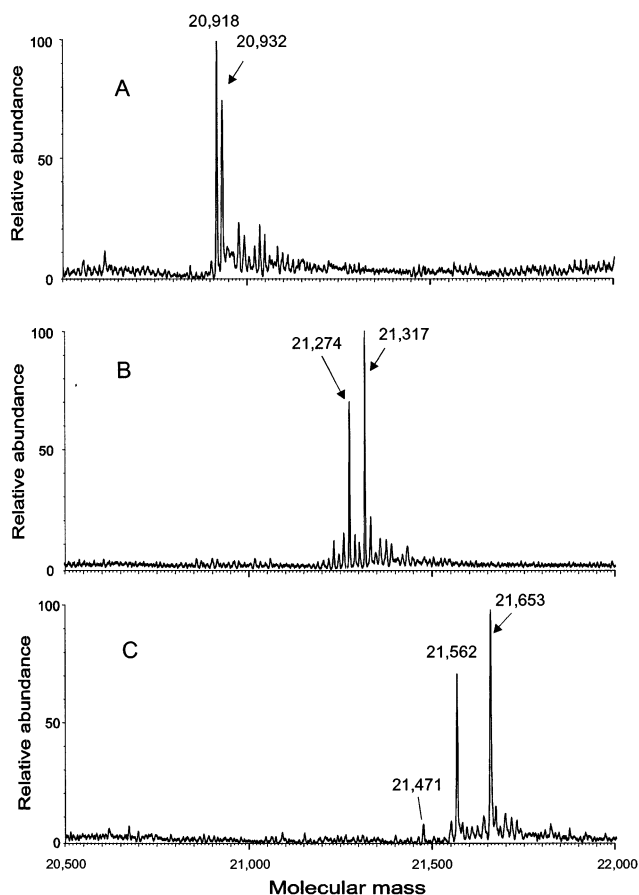 20,918
20,932
100
A
50
0
Relative abundance
21,274
21,317
100
B
50
0
Relative abundance
21,653
100
C
21,562
50
21,471
0
Relative abundance
20,500 21,000 21,500 22,000
Molecular mass